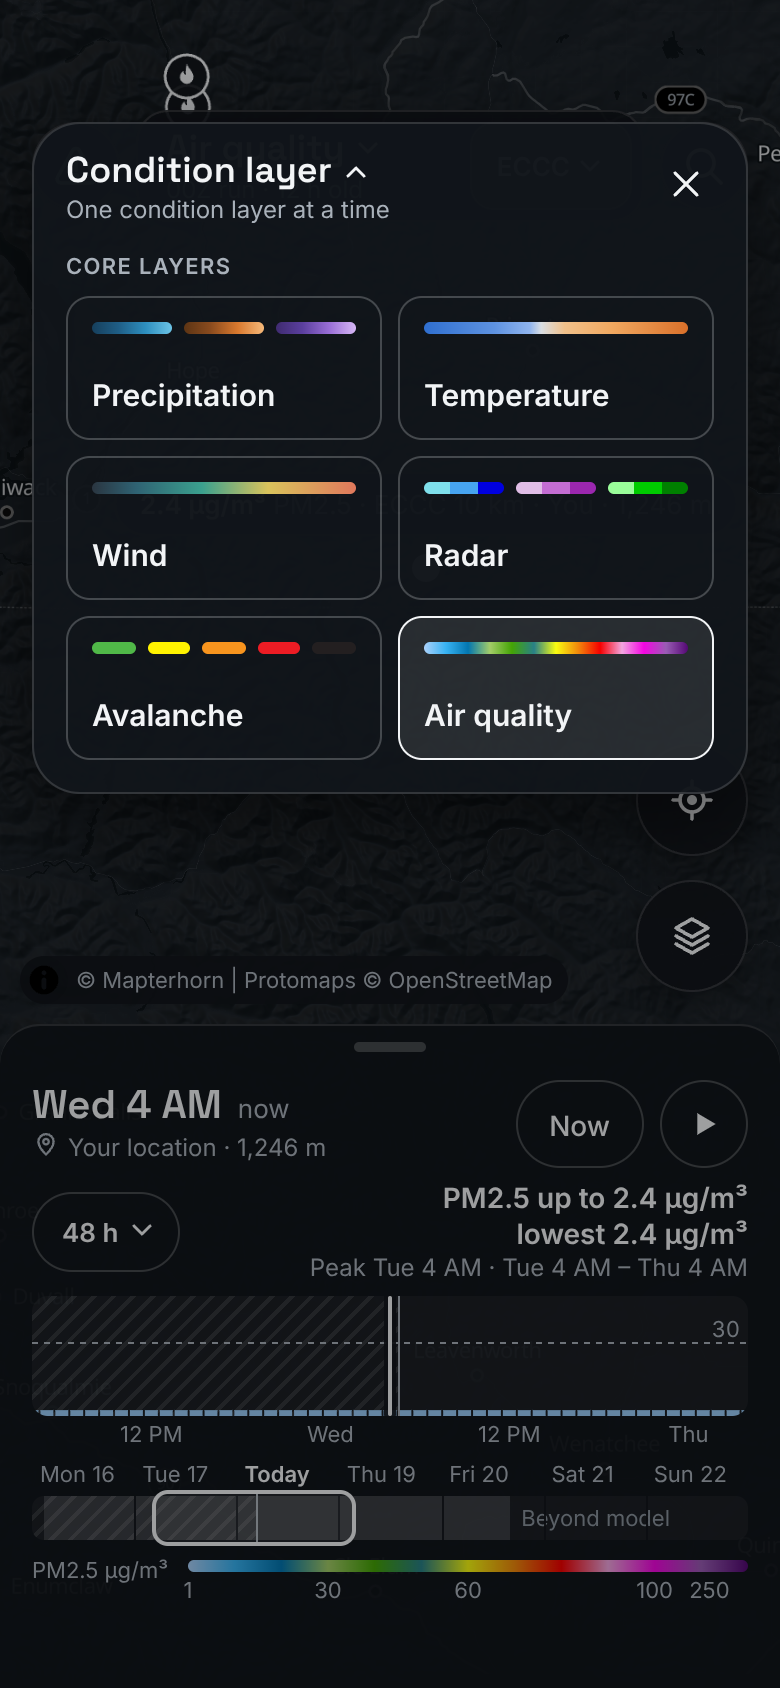 97C
Pe
Condition layer
One condition layer at a time
CORE LAYERS
Precipitation
Temperature
iwa
Wind
Radar
Avalanche
Air quality
© Mapterhorn | Protomaps © OpenStreetMap
Wed 4 AM now
Your location · 1,246 m
Now
48 h
PM2.5 up to 2.4 µg/m³
lowest 2.4 µg/m³
Peak Tue 4 AM · Tue 4 AM – Thu 4 AM
30
Leavenworth
12 PM Wed 12 PM Thu
Wenatchee
Mon 16 Tue 17 Today Thu 19 Fri 20 Sat 21 Sun 22
Beyond model
PM2.5 µg/m³
1 30 60 100 250
Enumclaw